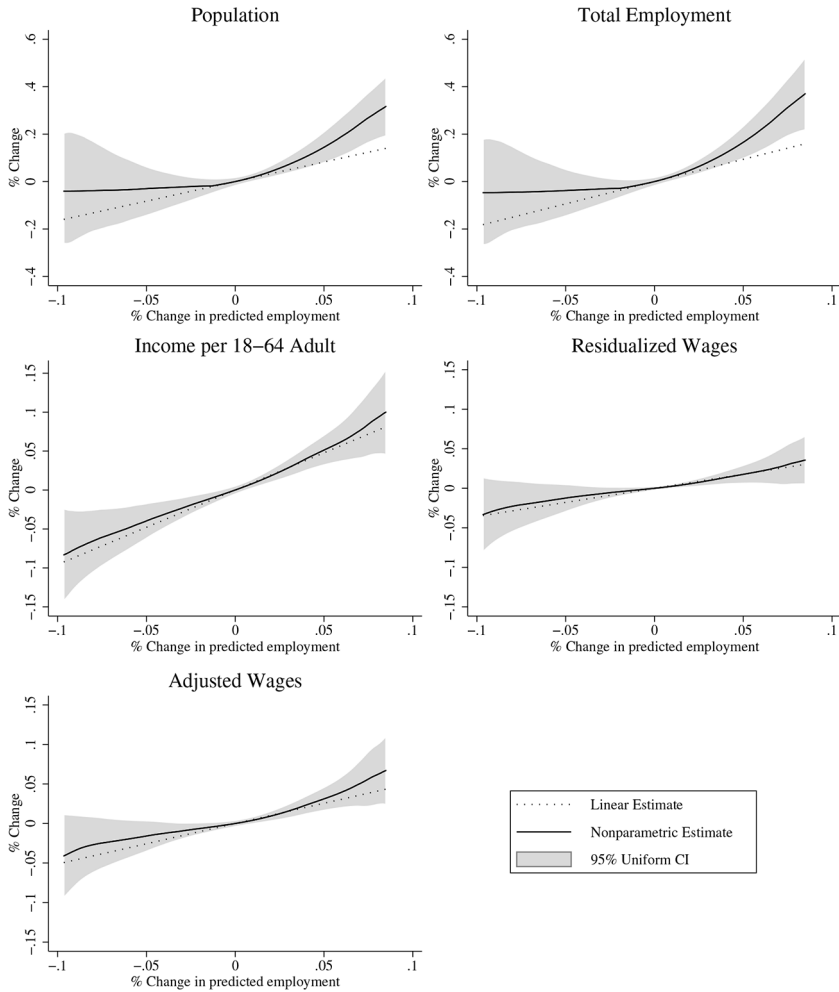 Population
.6
.4
.2
0
−.2
−.4
% Change
−.1 −.05 0 .05 .1
% Change in predicted employment
Total Employment
.6
.4
.2
0
−.2
−.4
% Change
−.1 −.05 0 .05 .1
% Change in predicted employment
Income per 18−64 Adult
.15
.1
.05
0
−.05
−.1
−.15
% Change
−.1 −.05 0 .05 .1
% Change in predicted employment
Residualized Wages
.15
.1
.05
0
−.05
−.1
−.15
% Change
−.1 −.05 0 .05 .1
% Change in predicted employment
Adjusted Wages
.15
.1
.05
0
−.05
−.1
−.15
% Change
−.1 −.05 0 .05 .1
% Change in predicted employment
Linear Estimate
Nonparametric Estimate
95% Uniform CI